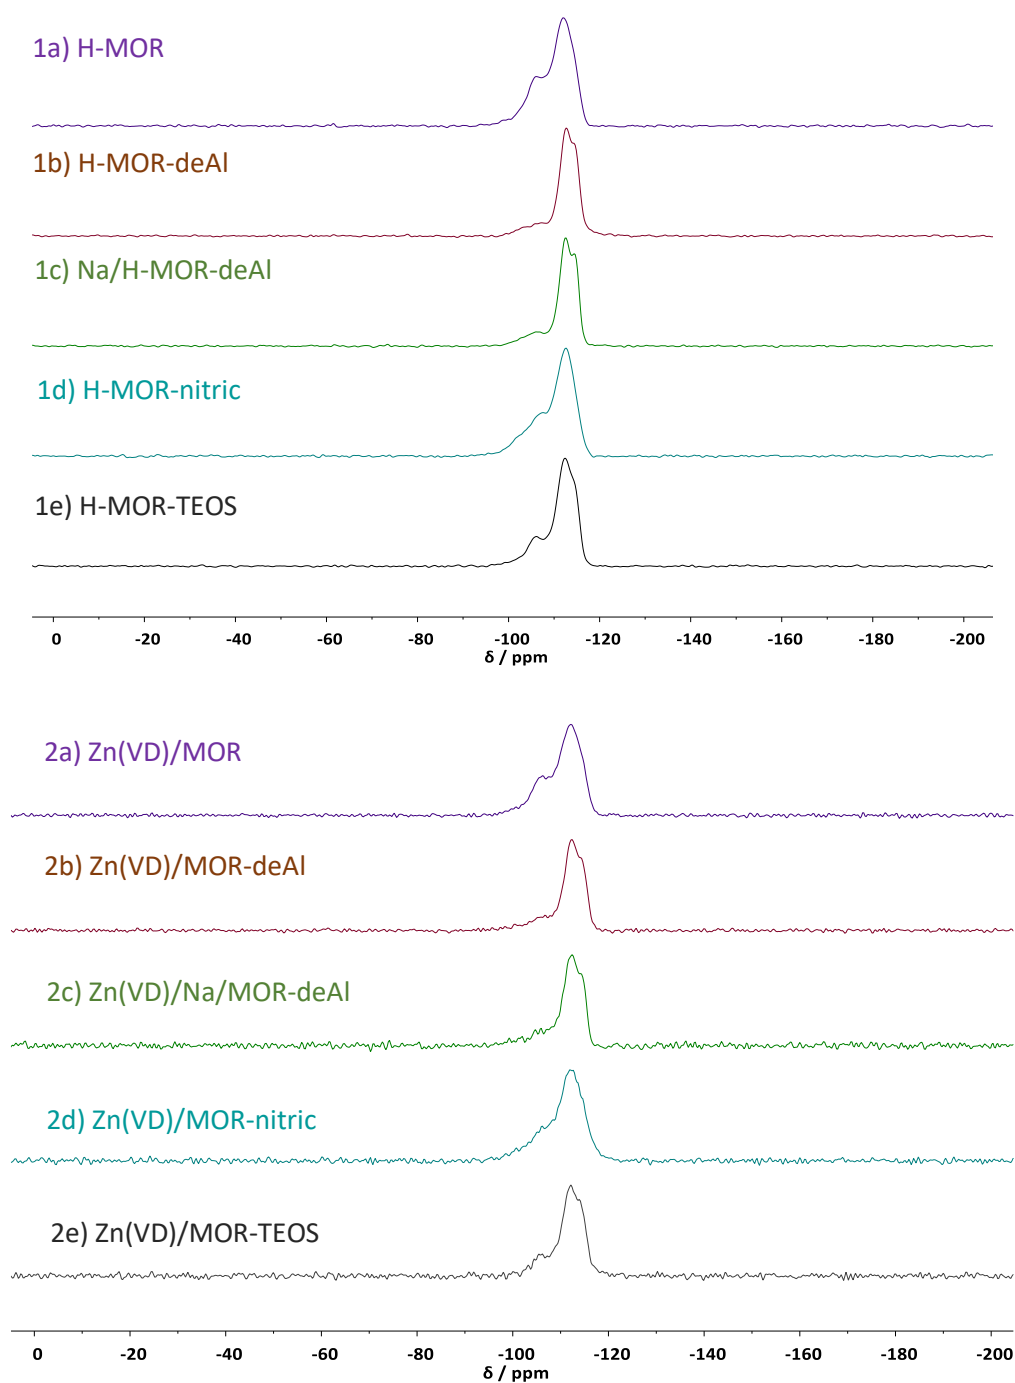 1a) H-MOR
1b) H-MOR-deAl
1c) Na/H-MOR-deAl
1d) H-MOR-nitric
1e) H-MOR-TEOS
0 -20 -40 -60 -80 -100 -120 -140 -160 -180 -200
δ / ppm
2a) Zn(VD)/MOR
2b) Zn(VD)/MOR-deAl
2c) Zn(VD)/Na/MOR-deAl
2d) Zn(VD)/MOR-nitric
2e) Zn(VD)/MOR-TEOS
0 -20 -40 -60 -80 -100 -120 -140 -160 -180 -200
δ / ppm